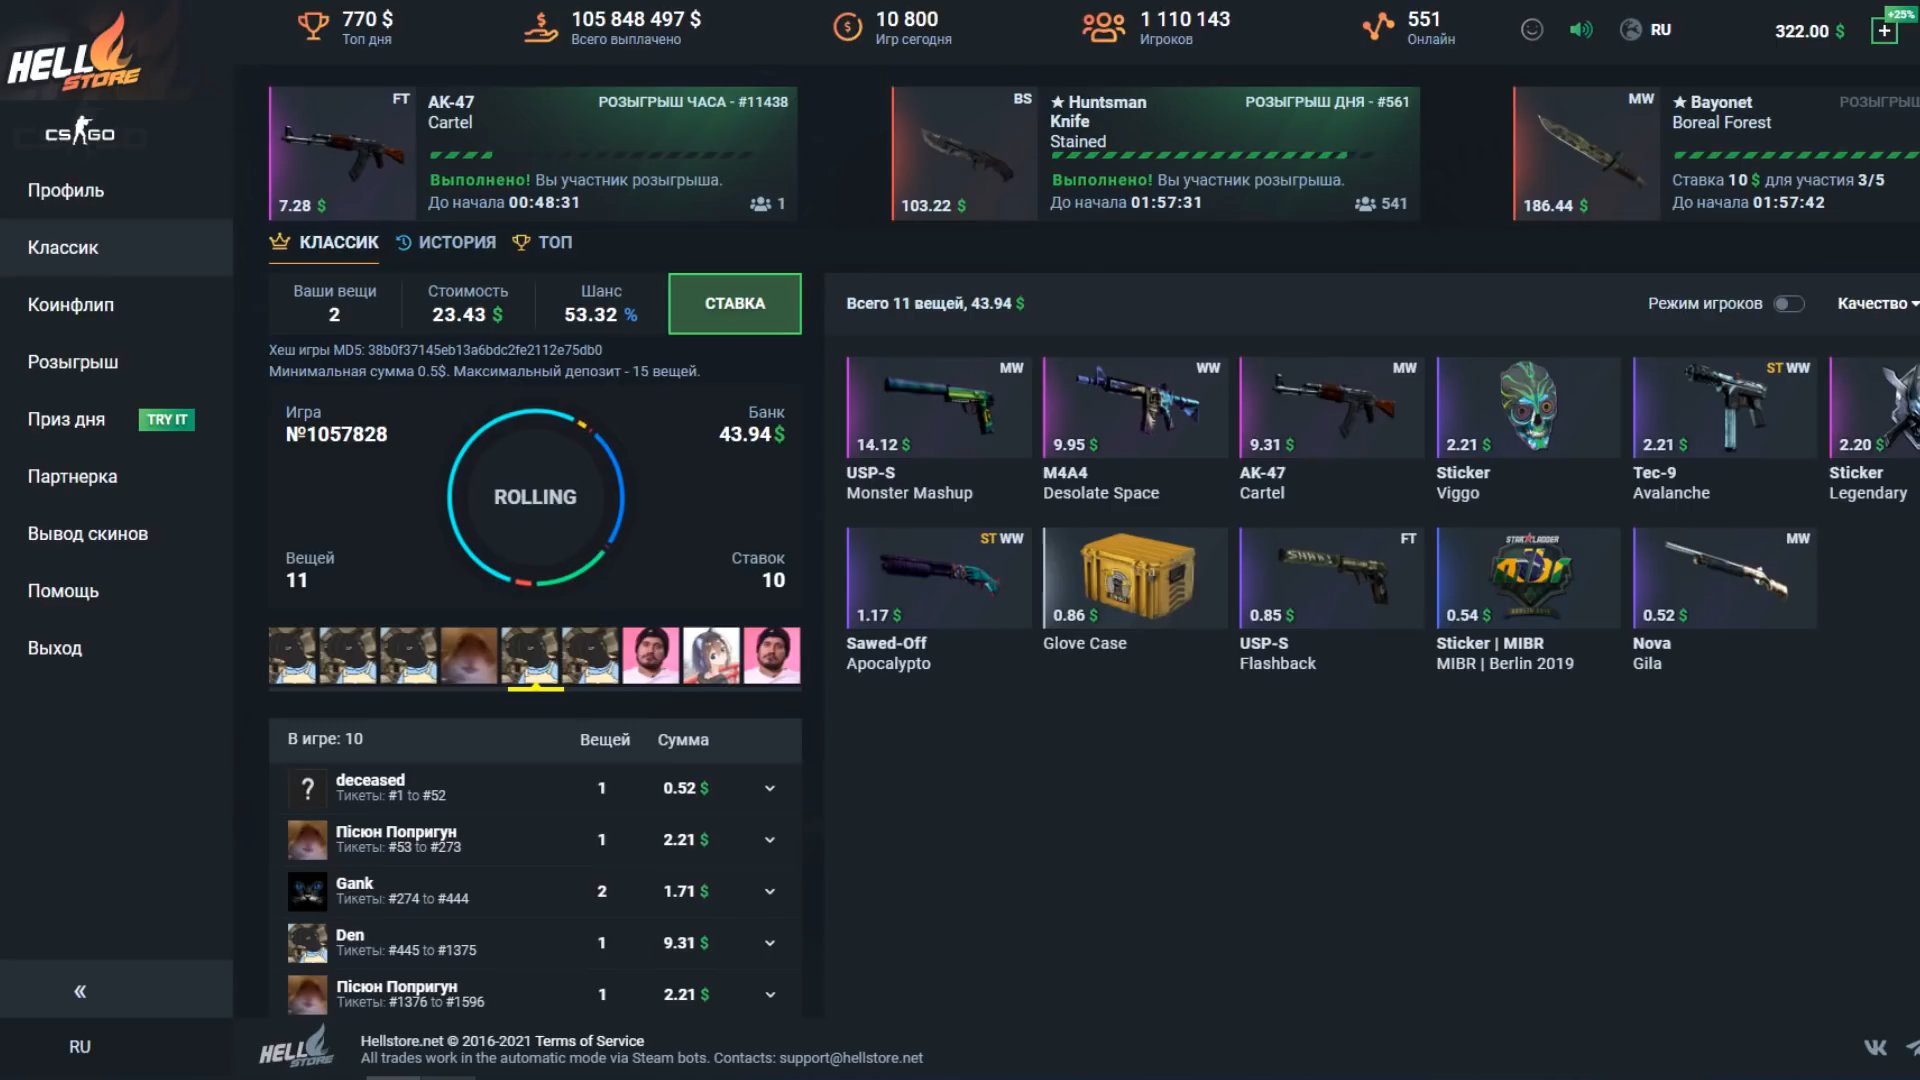 HELL STORE
CS GO
Профиль
Классик
Коинфлип
Розыгрыш
Приз дня TRY IT
Партнерка
Вывод скинов
Помощь
Выход
«
RU
770 $
Топ дня
105 848 497 $
Всего выплачено
10 800
Игр сегодня
1 110 143
Игроков
551
Онлайн
RU
322.00 $
+25%
FT
7.28 $
AK-47
Cartel
РОЗЫГРЫШ ЧАСА - #11438
Выполнено! Вы участник розыгрыша.
До начала 00:48:31
1
BS
103.22 $
★ Huntsman
Knife
Stained
РОЗЫГРЫШ ДНЯ - #561
Выполнено! Вы участник розыгрыша.
До начала 01:57:31
541
MW
186.44 $
★ Bayonet
Boreal Forest
РОЗЫГРЫШ
Ставка 10 $ для участия 3/5
До начала 01:57:42
КЛАССИК ИСТОРИЯ ТОП
Ваши вещи
2
Стоимость
23.43 $
Шанс
53.32 %
СТАВКА
Хеш игры MD5: 38b0f37145eb13a6bdc2fe2112e75db0
Минимальная сумма 0.5$. Максимальный депозит - 15 вещей.
Игра
№1057828
Банк
43.94 $
ROLLING
Вещей
11
Ставок
10
В игре: 10 Вещей Сумма
?
deceased
Тикеты: #1 to #52
1 0.52 $
Пісюн Попригун
Тикеты: #53 to #273
1 2.21 $
Gank
Тикеты: #274 to #444
2 1.71 $
Den
Тикеты: #445 to #1375
1 9.31 $
Пісюн Попригун
Тикеты: #1376 to #1596
1 2.21 $
Всего 11 вещей, 43.94 $
Режим игроков
Качество
MW
14.12 $
USP-S
Monster Mashup
WW
9.95 $
M4A4
Desolate Space
MW
9.31 $
AK-47
Cartel
2.21 $
Sticker
Viggo
ST WW
2.21 $
Tec-9
Avalanche
2.20 $
Sticker
Legendary
ST WW
1.17 $
Sawed-Off
Apocalypto
0.86 $
Glove Case
FT
0.85 $
USP-S
Flashback
STAR LADDER
0.54 $
Sticker | MIBR
MIBR | Berlin 2019
MW
0.52 $
Nova
Gila
HELL STORE
Hellstore.net © 2016-2021 Terms of Service
All trades work in the automatic mode via Steam bots. Contacts: support@hellstore.net